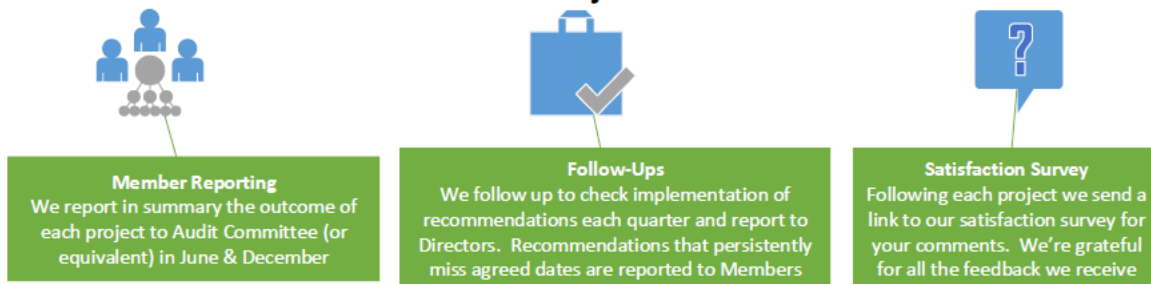 ?
Member Reporting
We report in summary the outcome of
each project to Audit Committee (or
equivalent) in June & December
Follow-Ups
We follow up to check implementation of
recommendations each quarter and report to
Directors.  Recommendations that persistently
miss agreed dates are reported to Members
Satisfaction Survey
Following each project we send a
link to our satisfaction survey for
your comments.  We're grateful
for all the feedback we receive